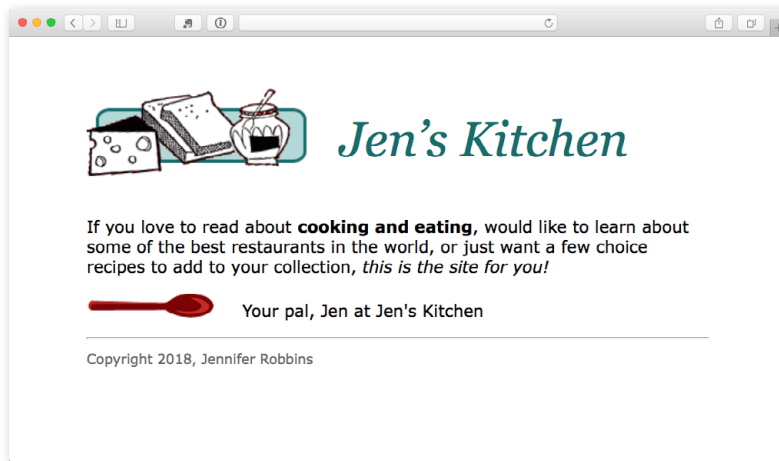 Jen’s Kitchen
If you love to read about cooking and eating, would like to learn about
some of the best restaurants in the world, or just want a few choice
recipes to add to your collection, this is the site for you!
Your pal, Jen at Jen's Kitchen
Copyright 2018, Jennifer Robbins